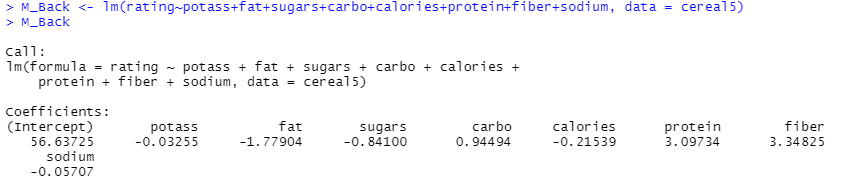 > M_Back <- lm(rating~potass+fat+sugars+carbo+calories+protein+fiber+sodium, data = cereal5)
> M_Back
Call:
lm(formula = rating ~ potass + fat + sugars + carbo + calories +
    protein + fiber + sodium, data = cereal5)
Coefficients:
(Intercept)       potass          fat       sugars        carbo     calories      protein        fiber
   56.63725     -0.03255     -1.77904     -0.84100      0.94494     -0.21539      3.09734      3.34825
     sodium
   -0.05707